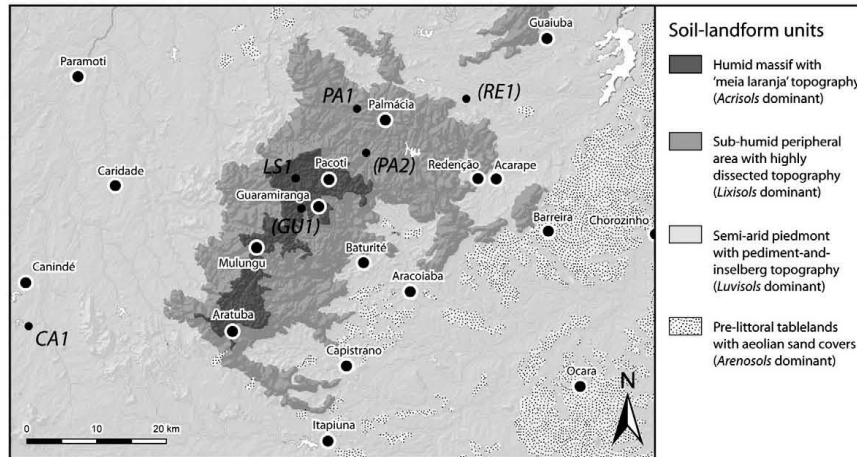 Guaiuba
Soil-landform units
Paramoti
Humid massif with
'meia laranja' topography
(Acrisols dominant)
PA1
(RE1)
Palmácia
Sub-humid peripheral
area with highly
dissected topography
(Lixisols dominant)
(PA2)
LS1
Pacoti
Redenção
Acarape
Caridade
Guaramiranga
(GU1)
Barreira
Chorozinho
Semi-arid piedmont
with pediment-and-
inselberg topography
(Luvisols dominant)
Mulungu
Baturité
Canindé
Aracoiaba
CA1
Aratuba
Pre-littoral tablelands
with aeolian sand covers
(Arenosols dominant)
Capistrano
Ocara
N
0 10 20 km
Itapiuna